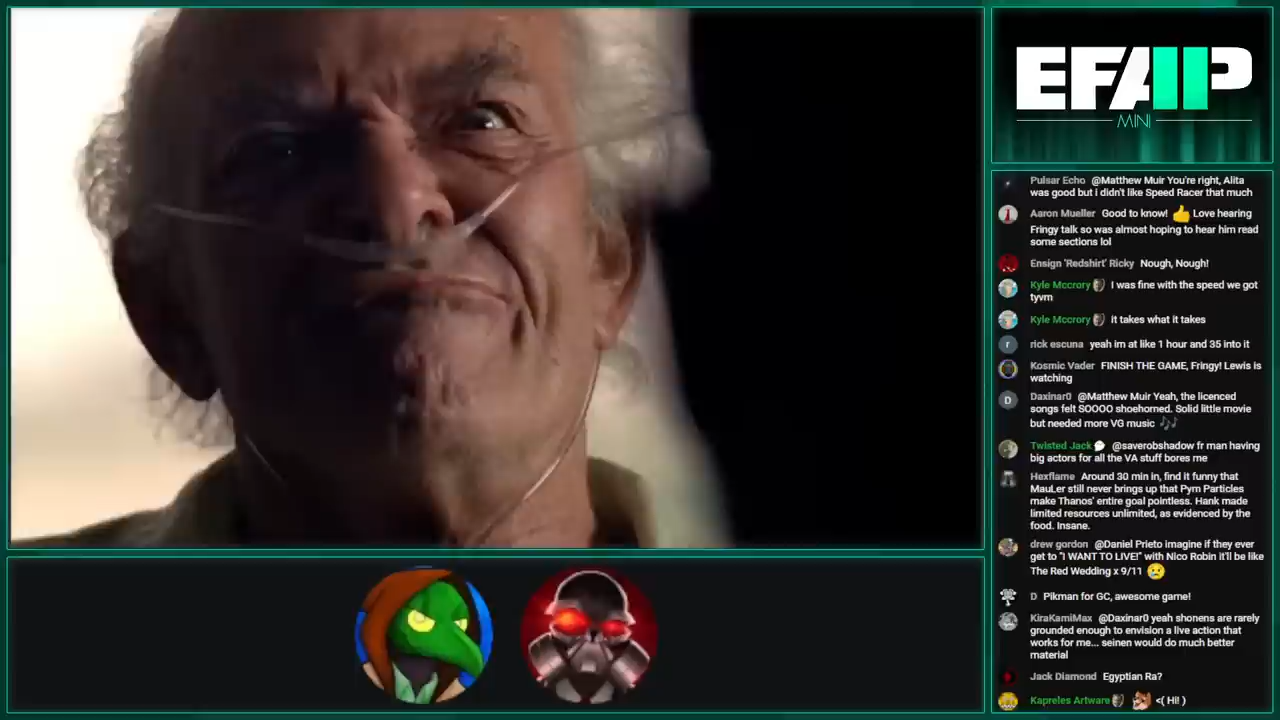 EFAP
MINI
Pulsar Echo @Matthew Muir You're right, Alita
was good but i didn't like Speed Racer that much
Aaron Mueller Good to know! 👍 Love hearing
Fringy talk so was almost hoping to hear him read
some sections lol
Ensign 'Redshirt' Ricky Nough, Nough!
Kyle Mccrory I was fine with the speed we got
tyvm
Kyle Mccrory it takes what it takes
r
rick escuna yeah im at like 1 hour and 35 into it
Kosmic Vader FINISH THE GAME, Fringy! Lewis is
watching
D
Daxinar0 @Matthew Muir Yeah, the licenced
songs felt SOOOO shoehorned. Solid little movie
but needed more VG music 🎶
Twisted Jack @saverobshadow fr man having
big actors for all the VA stuff bores me
Hexflame Around 30 min in, find it funny that
MauLer still never brings up that Pym Particles
make Thanos' entire goal pointless. Hank made
limited resources unlimited, as evidenced by the
food. Insane.
drew gordon @Daniel Prieto imagine if they ever
get to "I WANT TO LIVE!" with Nico Robin it'll be like
The Red Wedding x 9/11 😢
D Pikman for GC, awesome game!
KiraKamiMax @Daxinar0 yeah shonens are rarely
grounded enough to envision a live action that
works for me... seinen would do much better
material
Jack Diamond Egyptian Ra?
Kapreles Artware <( Hi! )